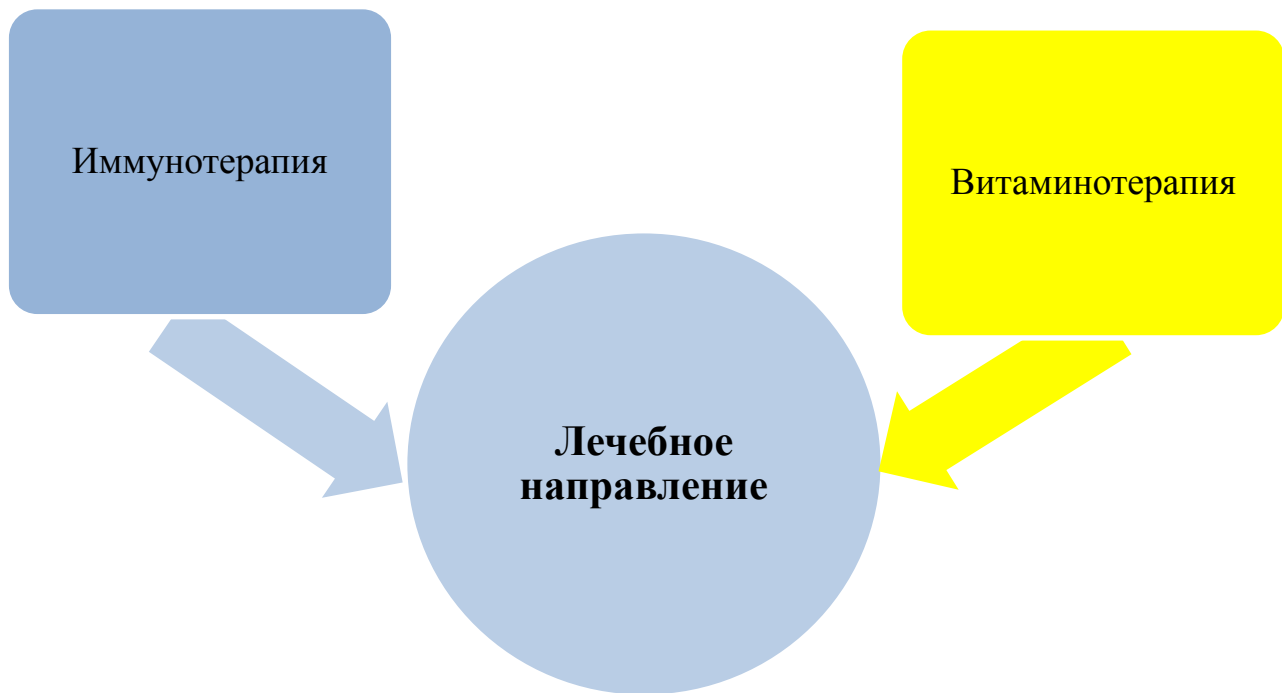 Иммунотерапия
Витаминотерапия
Лечебное
направление